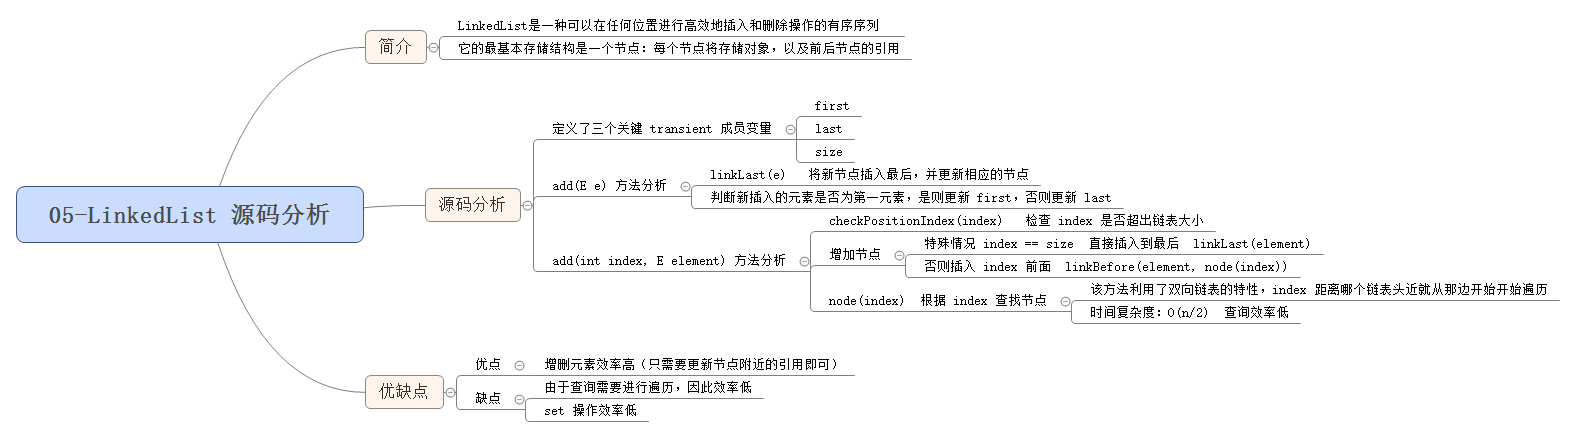 05-LinkedList 源码分析
简介
LinkedList是一种可以在任何位置进行高效地插入和删除操作的有序序列
它的最基本存储结构是一个节点：每个节点将存储对象，以及前后节点的引用
源码分析
定义了三个关键 transient 成员变量
first
last
size
add(E e) 方法分析
linkLast(e) 将新节点插入最后，并更新相应的节点
判断新插入的元素是否为第一元素，是则更新 first，否则更新 last
add(int index, E element) 方法分析
checkPositionIndex(index) 检查 index 是否超出链表大小
增加节点
特殊情况 index == size 直接插入到最后 linkLast(element)
否则插入 index 前面 linkBefore(element, node(index))
node(index) 根据 index 查找节点
该方法利用了双向链表的特性，index 距离哪个链表头近就从那边开始开始遍历
时间复杂度：O(n/2) 查询效率低
优缺点
优点
增删元素效率高（只需要更新节点附近的引用即可）
缺点
由于查询需要进行遍历，因此效率低
set 操作效率低